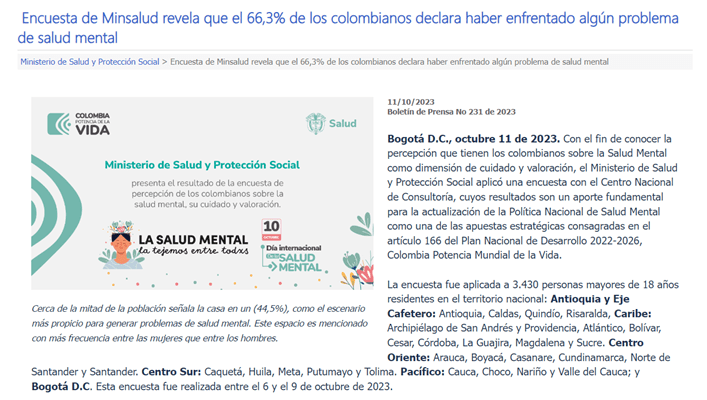 Encuesta de Minsalud revela que el 66,3% de los colombianos declara haber enfrentado algún problema
de salud mental
Ministerio de Salud y Protección Social > Encuesta de Minsalud revela que el 66,3% de los colombianos declara haber enfrentado algún problema de salud mental
COLOMBIA
POTENCIA DE LA
VIDA
Salud
Ministerio de Salud y Protección Social
presenta el resultado de la encuesta de
percepción de los colombianos sobre la
salud mental, su cuidado y valoración.
LA SALUD MENTAL
la tejemos entre todxs
10
Día internacional
SALUD
MENTAL
Cerca de la mitad de la población señala la casa en un (44,5%), como el escenario
más propicio para generar problemas de salud mental. Este espacio es mencionado
con más frecuencia entre las mujeres que entre los hombres.
11/10/2023
Boletín de Prensa No 231 de 2023
Bogotá D.C., octubre 11 de 2023. Con el fin de conocer la
percepción que tienen los colombianos sobre la Salud Mental
como dimensión de cuidado y valoración, el Ministerio de Salud
y Protección Social aplicó una encuesta con el Centro Nacional
de Consultoría, cuyos resultados son un aporte fundamental
para la actualización de la Política Nacional de Salud Mental
como una de las apuestas estratégicas consagradas en el
artículo 166 del Plan Nacional de Desarrollo 2022-2026,
Colombia Potencia Mundial de la Vida.
La encuesta fue aplicada a 3.430 personas mayores de 18 años
residentes en el territorio nacional: Antioquia y Eje
Cafetero: Antioquia, Caldas, Quindío, Risaralda, Caribe:
Archipiélago de San Andrés y Providencia, Atlántico, Bolívar,
Cesar, Córdoba, La Guajira, Magdalena y Sucre. Centro
Oriente: Arauca, Boyacá, Casanare, Cundinamarca, Norte de
Santander y Santander. Centro Sur: Caquetá, Huila, Meta, Putumayo y Tolima. Pacífico: Cauca, Choco, Nariño y Valle del Cauca; y
Bogotá D.C. Esta encuesta fue realizada entre el 6 y el 9 de octubre de 2023.